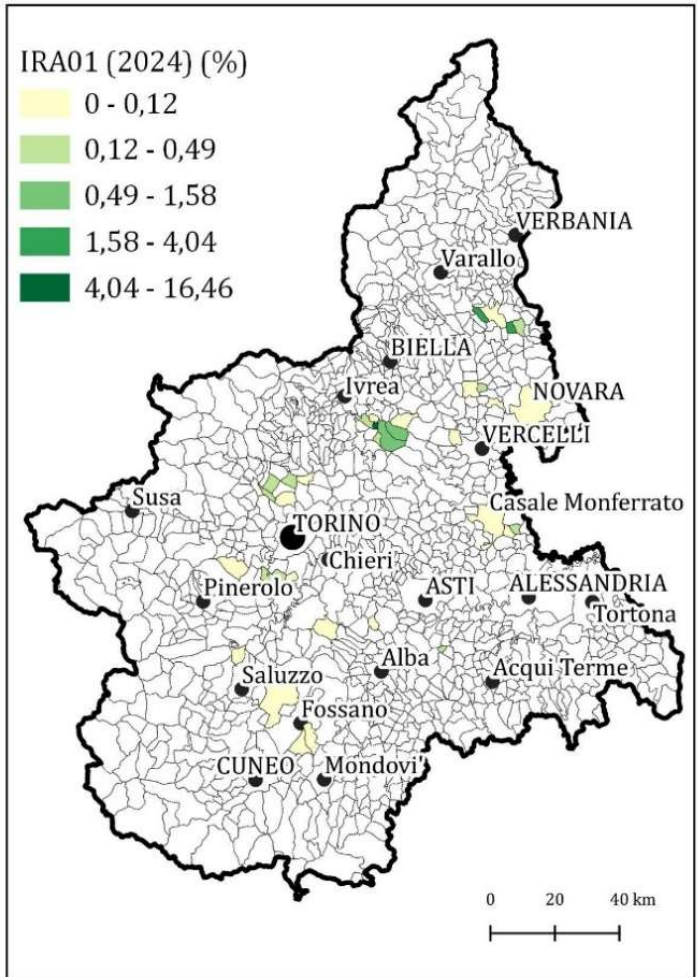 IRA01 (2024) (%)
0 - 0,12
0,12 - 0,49
0,49 - 1,58
1,58 - 4,04
4,04 - 16,46
VERBANIA
Varallo
BIELLA
Ivrea
NOVARA
VERCELLI
Susa
Casale Monferrato
TORINO
Chieri
Pinerolo
ASTI
ALESSANDRIA
Tortona
Alba
Acqui Terme
Saluzzo
Fossano
CUNEO
Mondovi'
0 20 40 km